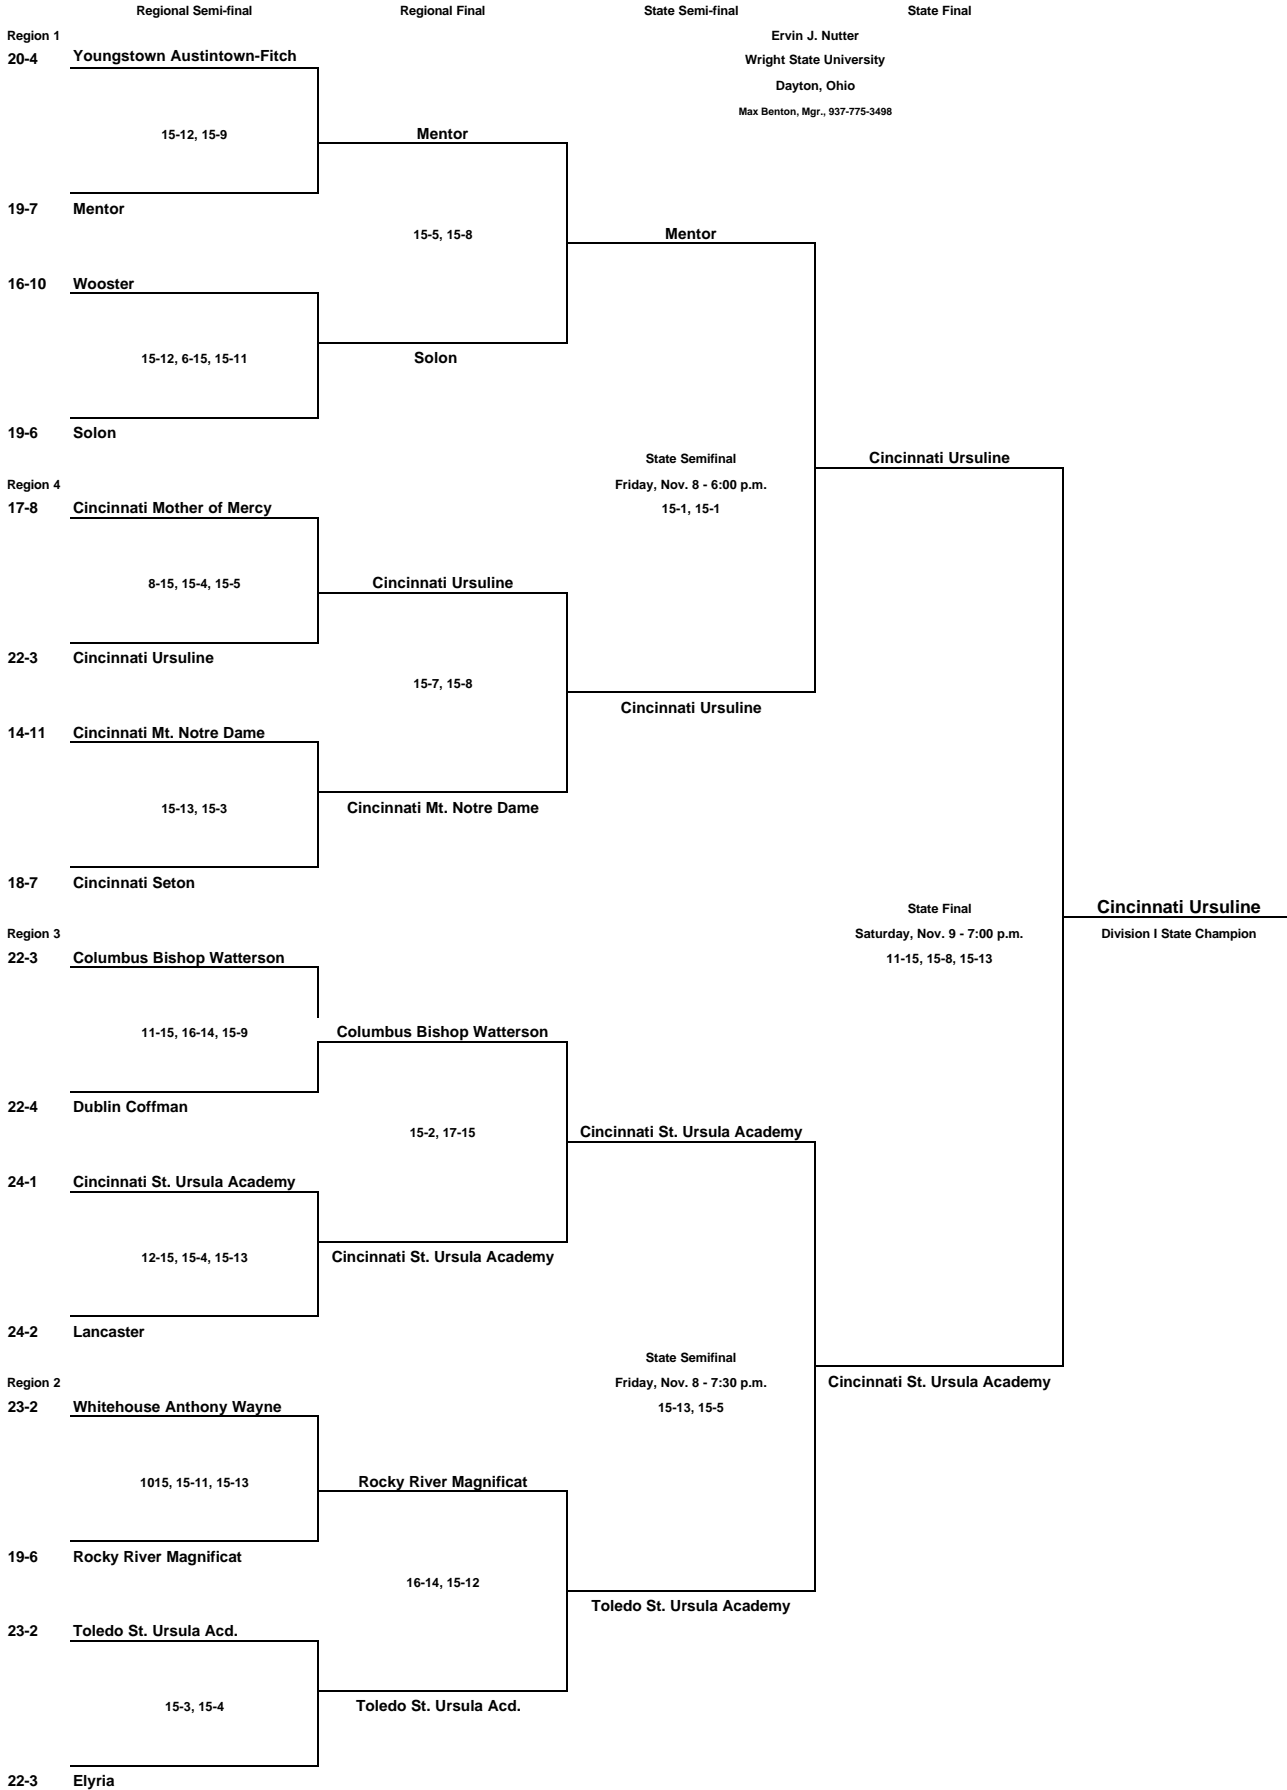 Regional Semi-final Regional Final State Semi-final State Final
Region 1 Ervin J. Nutter
20-4 Youngstown Austintown-Fitch Wright State University
Dayton, Ohio
Max Benton, Mgr., 937-775-3498
15-12, 15-9 Mentor
19-7 Mentor
15-5, 15-8 Mentor
16-10 Wooster
15-12, 6-15, 15-11 Solon
19-6 Solon
State Semifinal Cincinnati Ursuline
Region 4 Friday, Nov. 8 - 6:00 p.m.
17-8 Cincinnati Mother of Mercy 15-1, 15-1
8-15, 15-4, 15-5 Cincinnati Ursuline
22-3 Cincinnati Ursuline
15-7, 15-8
Cincinnati Ursuline
14-11 Cincinnati Mt. Notre Dame
15-13, 15-3 Cincinnati Mt. Notre Dame
18-7 Cincinnati Seton
State Final Cincinnati Ursuline
Region 3 Saturday, Nov. 9 - 7:00 p.m. Division I State Champion
22-3 Columbus Bishop Watterson 11-15, 15-8, 15-13
11-15, 16-14, 15-9 Columbus Bishop Watterson
22-4 Dublin Coffman
15-2, 17-15 Cincinnati St. Ursula Academy
24-1 Cincinnati St. Ursula Academy
12-15, 15-4, 15-13 Cincinnati St. Ursula Academy
24-2 Lancaster
State Semifinal
Region 2 Friday, Nov. 8 - 7:30 p.m. Cincinnati St. Ursula Academy
23-2 Whitehouse Anthony Wayne 15-13, 15-5
1015, 15-11, 15-13 Rocky River Magnificat
19-6 Rocky River Magnificat
16-14, 15-12
Toledo St. Ursula Academy
23-2 Toledo St. Ursula Acd.
15-3, 15-4 Toledo St. Ursula Acd.
22-3 Elyria